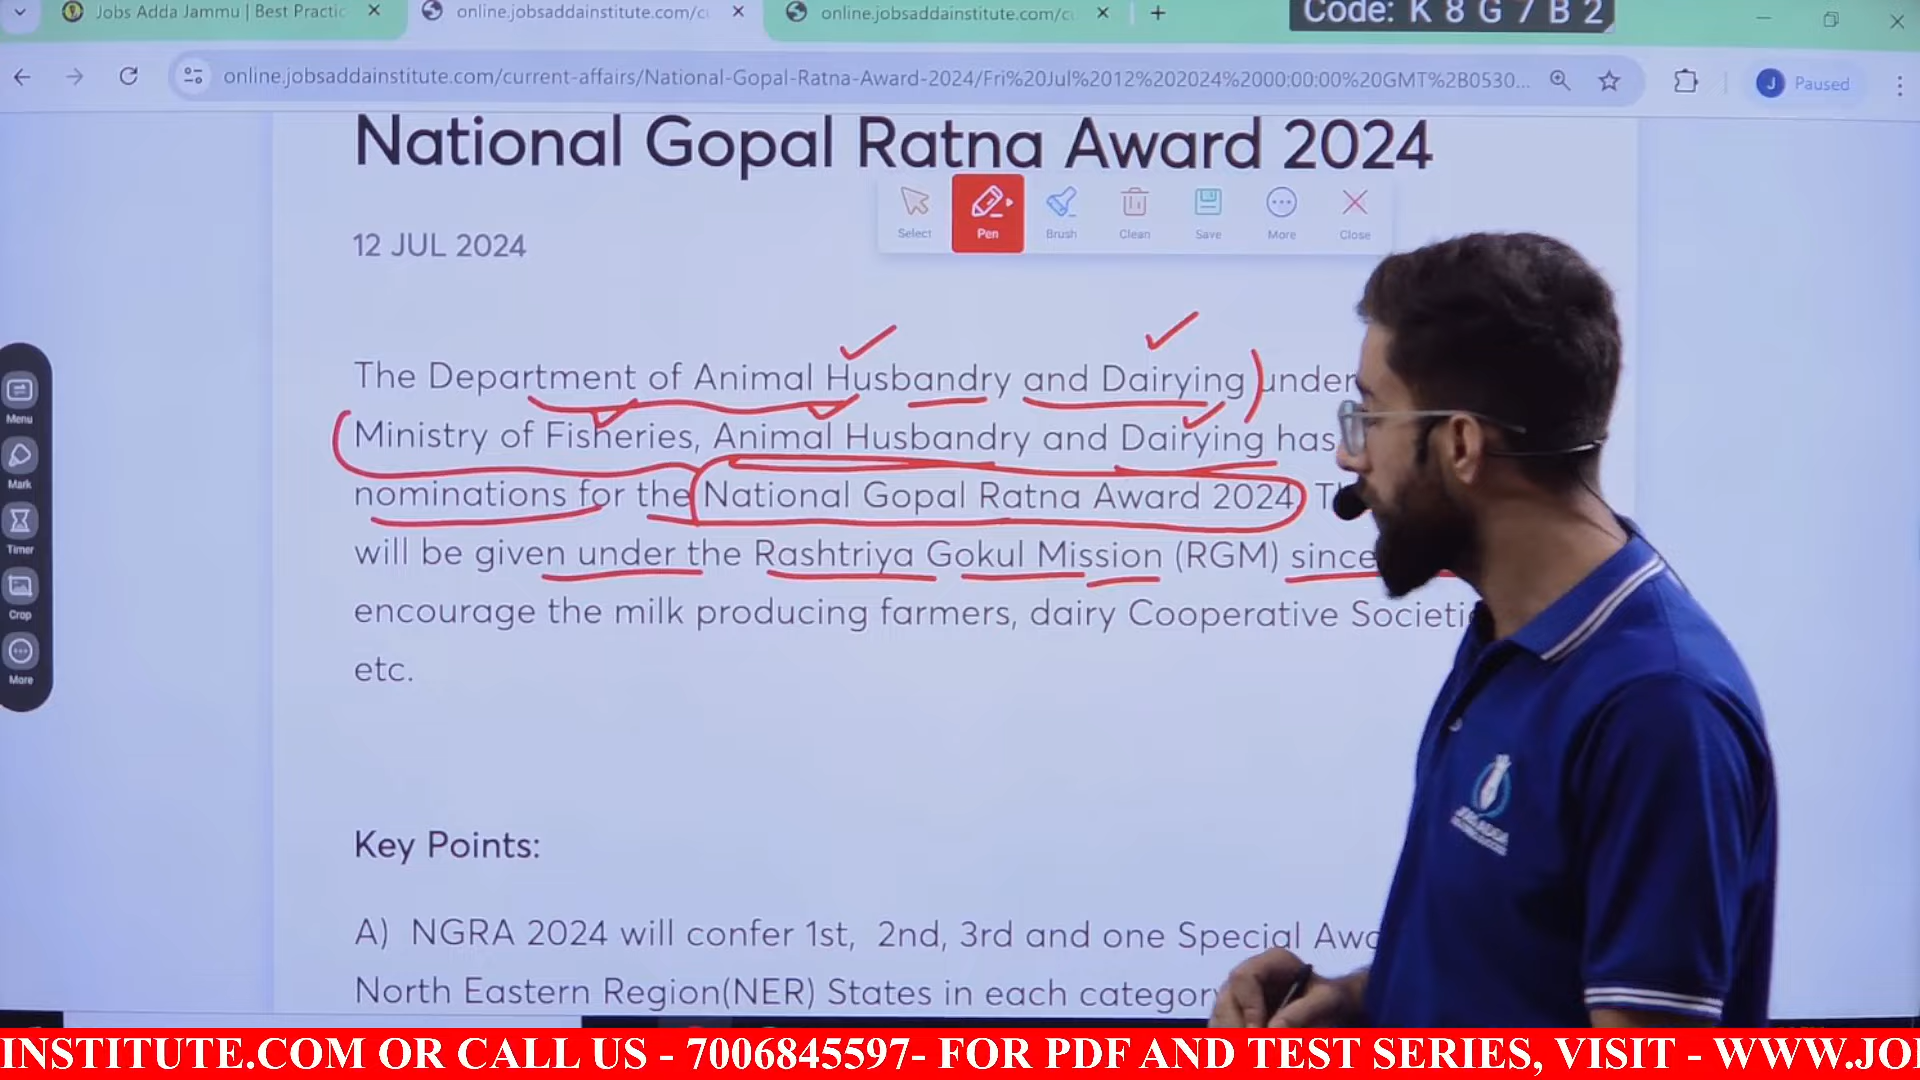 Jobs Adda Jammu | Best Practic
online.jobsaddainstitute.com/cu
online.jobsaddainstitute.com/c
Code: K 8 G 7 B 2
online.jobsaddainstitute.com/current-affairs/National-Gopal-Ratna-Award-2024/Fri%20Jul%2012%202024%2000:00:00%20GMT%2B0530...
J Paused
National Gopal Ratna Award 2024
Select
Pen
Brush
Clean
Save
More
Close
12 JUL 2024
The Department of Animal Husbandry and Dairying under
Ministry of Fisheries, Animal Husbandry and Dairying has
nominations for the National Gopal Ratna Award 2024
will be given under the Rashtriya Gokul Mission (RGM) since
encourage the milk producing farmers, dairy Cooperative Societi
etc.
Key Points:
A) NGRA 2024 will confer 1st, 2nd, 3rd and one Special Awa
North Eastern Region(NER) States in each category
Menu
Mark
Timer
Crop
More
INSTITUTE.COM OR CALL US - 7006845597- FOR PDF AND TEST SERIES, VISIT - WWW.JO